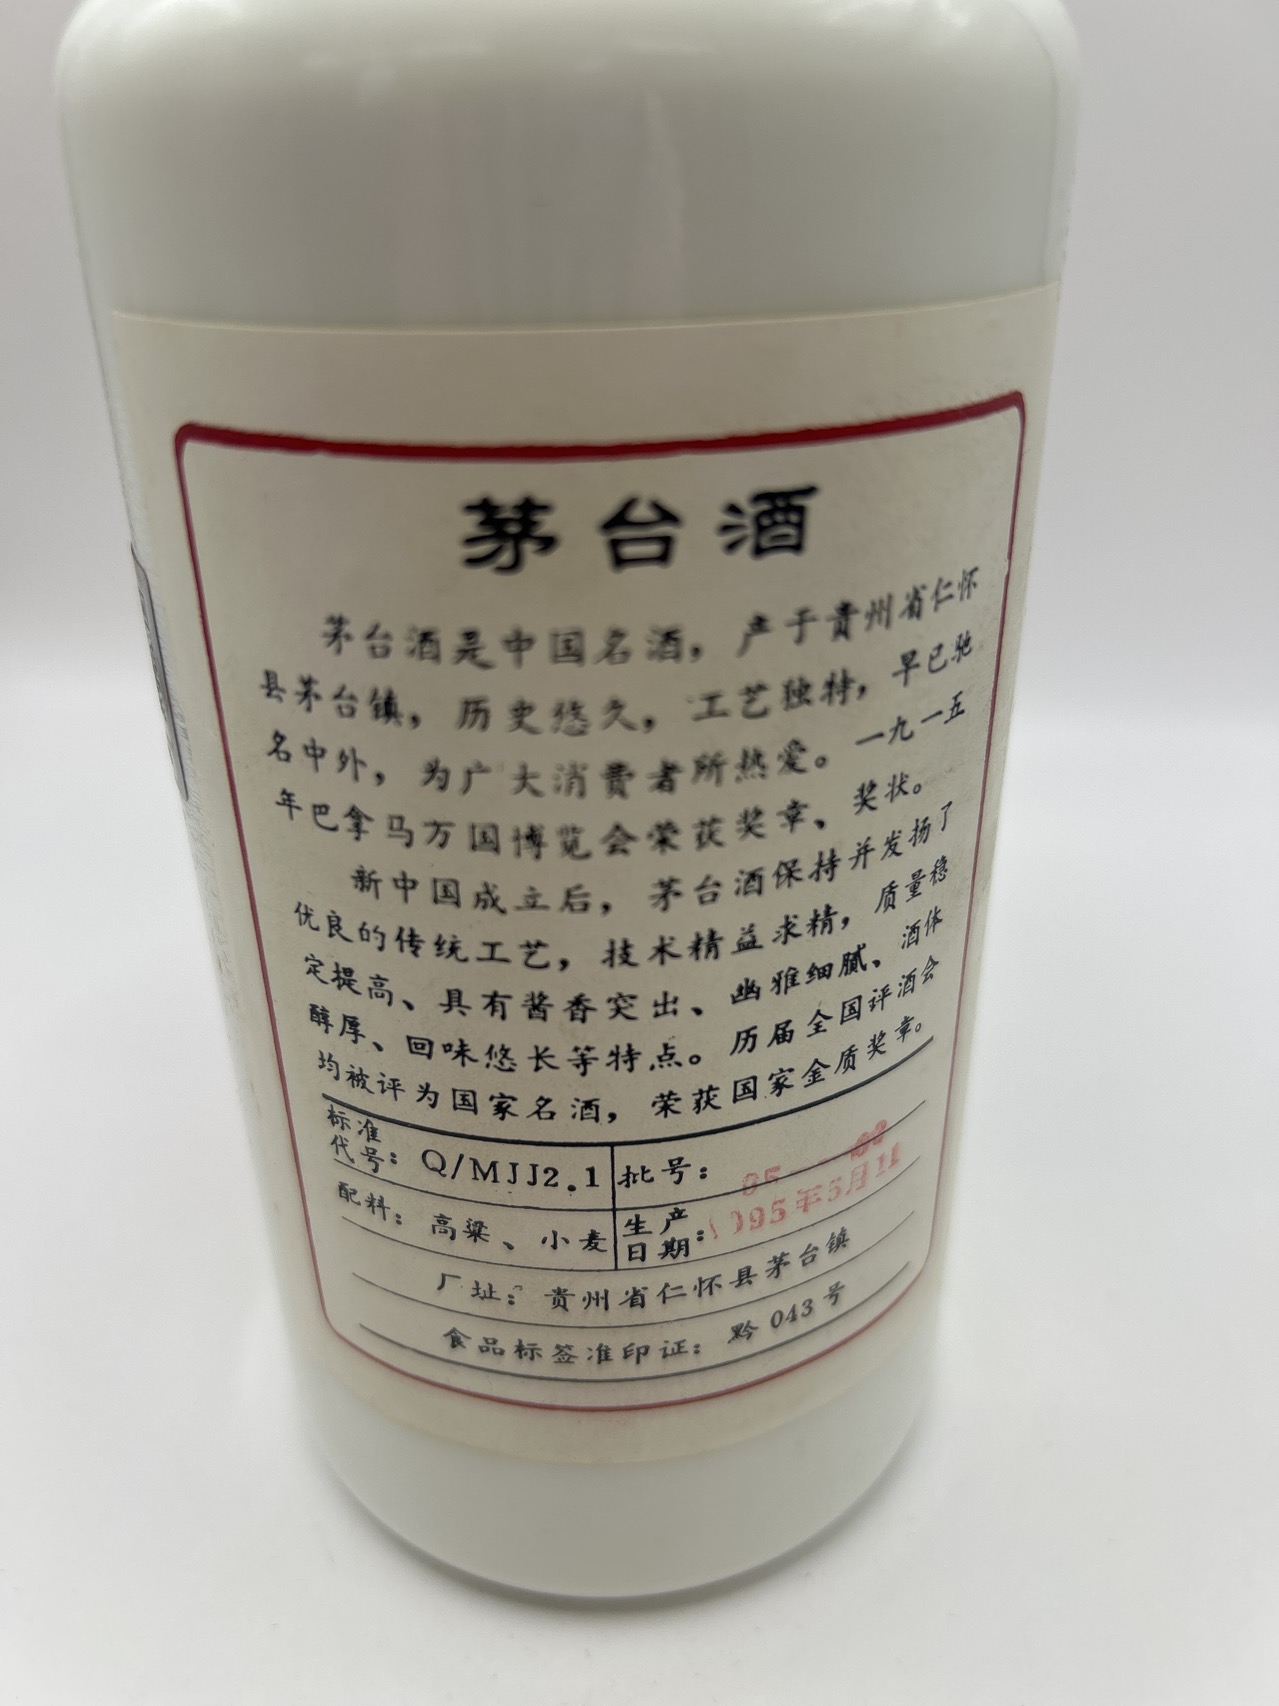 茅台酒
茅台酒是中国名酒，产于贵州省仁怀
县茅台镇，历史悠久，工艺独特，早已驰
名中外，为广大消费者所热爱。一九一五
年巴拿马万国博览会荣获奖章、奖状。
新中国成立后，茅台酒保持并发扬了
优良的传统工艺，技术精益求精，质量稳
定提高、具有酱香突出、幽雅细腻、酒体
醇厚、回味悠长等特点。历届全国评酒会
均被评为国家名酒，荣获国家金质奖章。
标准代号：Q/MJJ2.1 批号：95—
配料：高粱、小麦 生产日期：1995年5月11
厂址：贵州省仁怀县茅台镇
食品标签准印证：黔043号